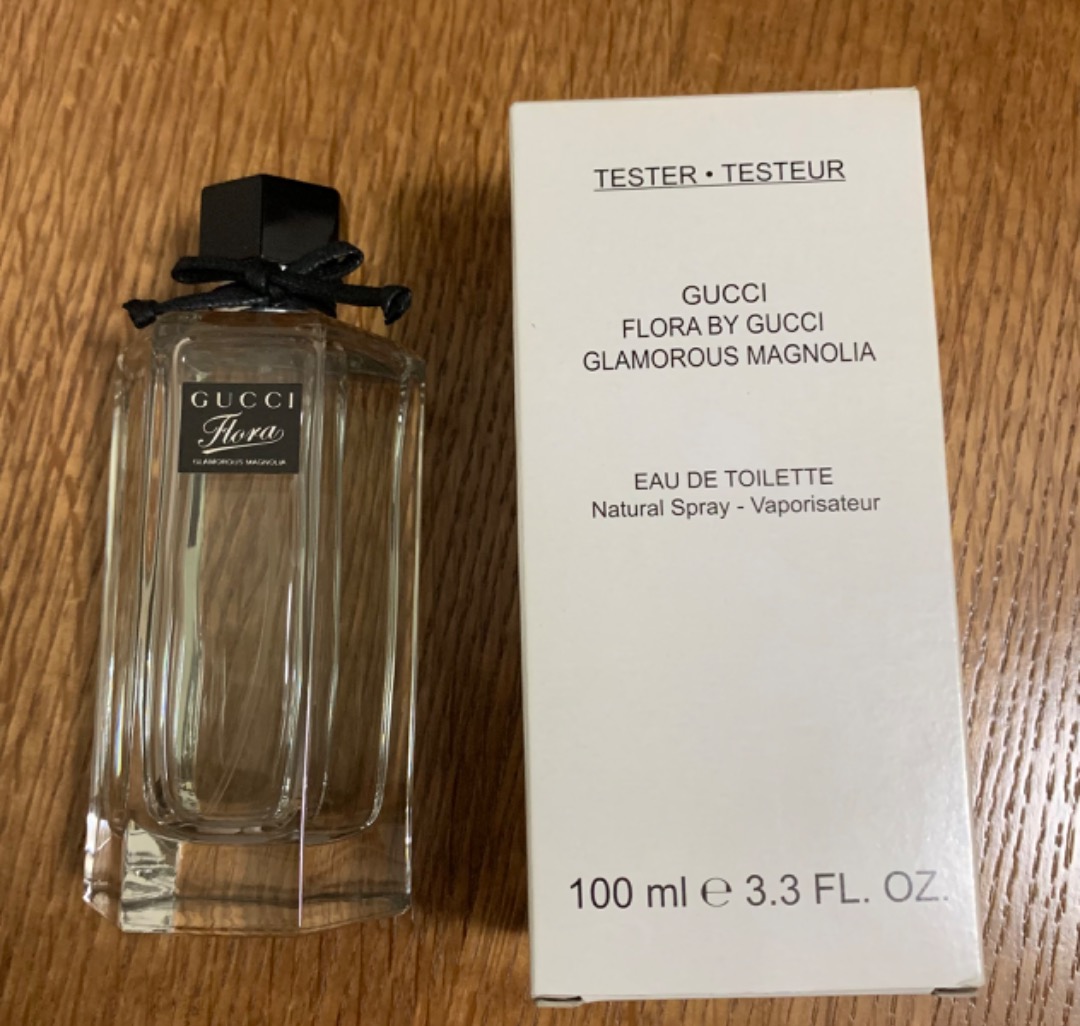 GUCCI
Flora
GLAMOROUS MAGNOLIA
TESTER • TESTEUR
GUCCI
FLORA BY GUCCI
GLAMOROUS MAGNOLIA
EAU DE TOILETTE
Natural Spray - Vaporisateur
100 ml ℮ 3.3 FL. OZ.